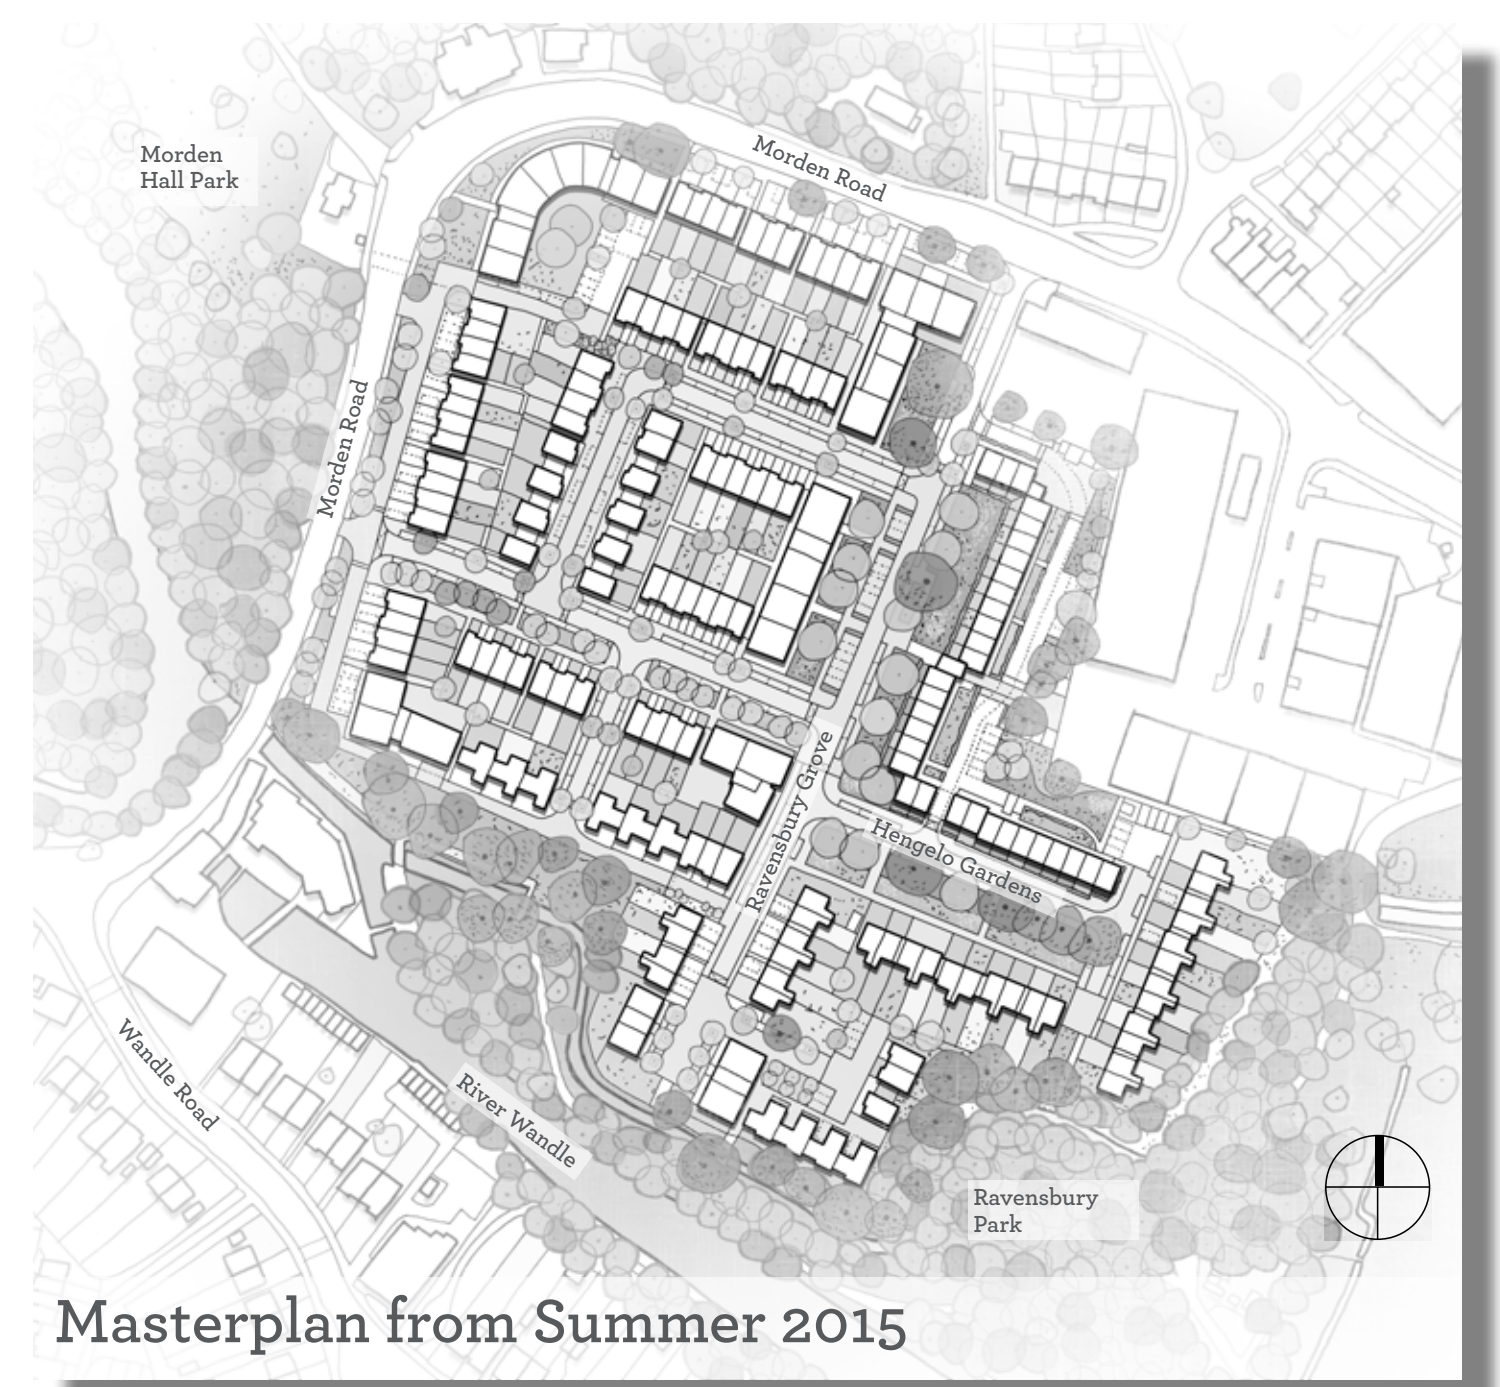 Morden
Hall Park
Morden Road
Morden Road
Ravensbury Grove
Hengelo Gardens
Wandle Road
River Wandle
Ravensbury
Park
Masterplan from Summer 2015